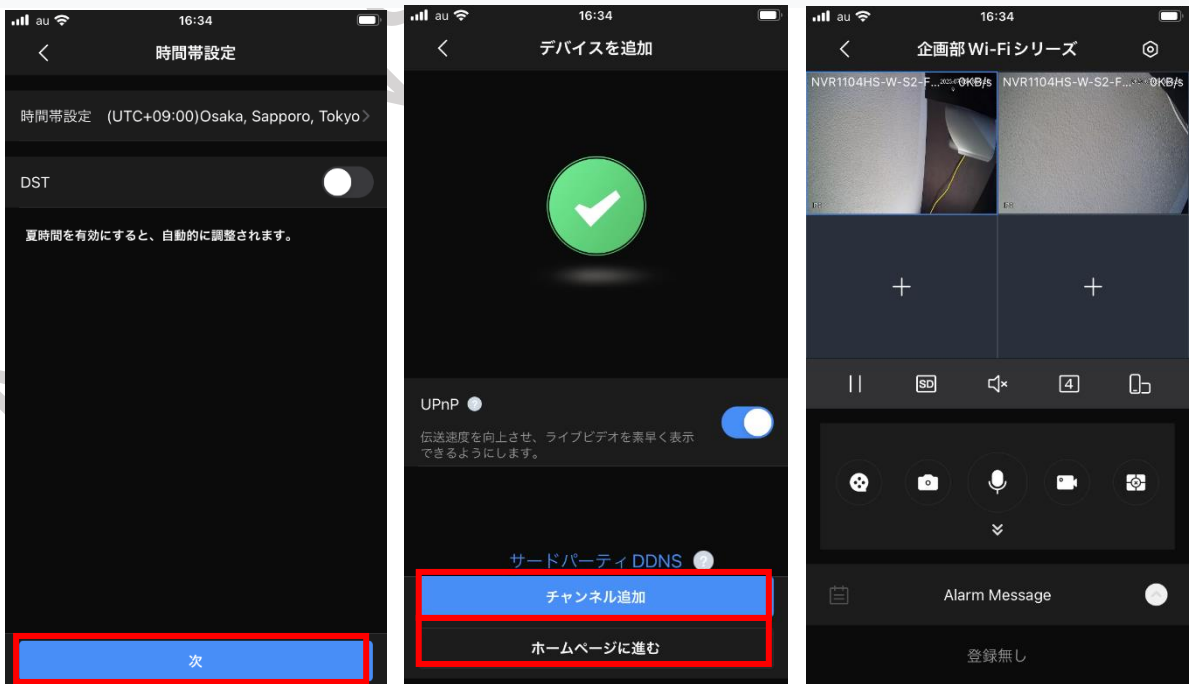 au 16:34
時間帯設定
時間帯設定 (UTC+09:00)Osaka, Sapporo, Tokyo
DST
夏時間を有効にすると、自動的に調整されます。
次
au 16:34
デバイスを追加
UPnP ?
伝送速度を向上させ、ライブビデオを素早く表示
できるようにします。
サードパーティ DDNS ?
チャンネル追加
ホームページに進む
au 16:34
企画部 Wi-Fi シリーズ
NVR1104HS-W-S2-F... 0KB/s NVR1104HS-W-S2-F... 0KB/s
SD 4
Alarm Message
登録無し